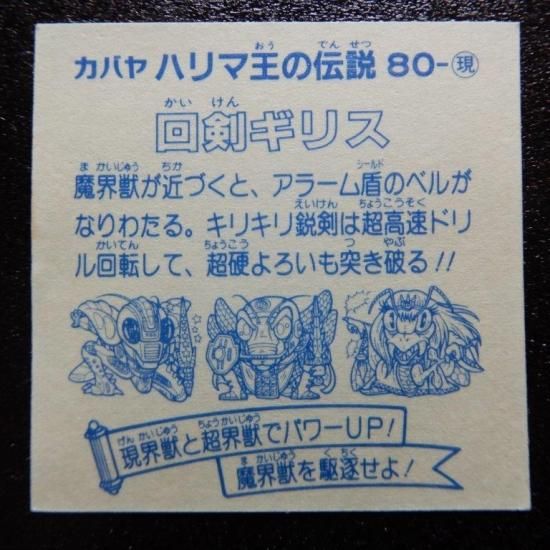 カバヤ ハリマ王の伝説 80-現
回剣ギリス
魔界獣が近づくと、アラーム盾のベルが
なりわたる。キリキリ鋭剣は超高速ドリ
ル回転して、超硬よろいも突き破る!!
現界獣と超界獣でパワーUP!
魔界獣を駆逐せよ!